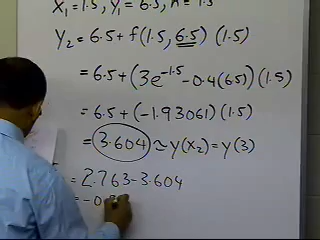 x₁=1.5, y₁=6.5, h=1.5
y₂=6.5+f(1.5, 6.5)(1.5)
=6.5+(3e^-1.5-0.4(6.5))(1.5)
=6.5+(-1.93061)(1.5)
=3.604≃y(x₂)=y(3)
=2.763-3.604
=-0.